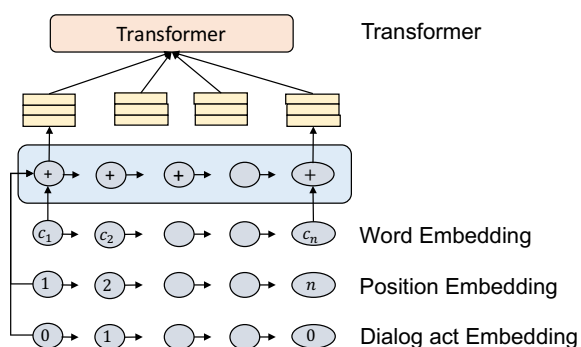 Transformer Transformer
+ + + +
c₁ c₂ cₙ Word Embedding
1 2 n Position Embedding
0 1 0 Dialog act Embedding